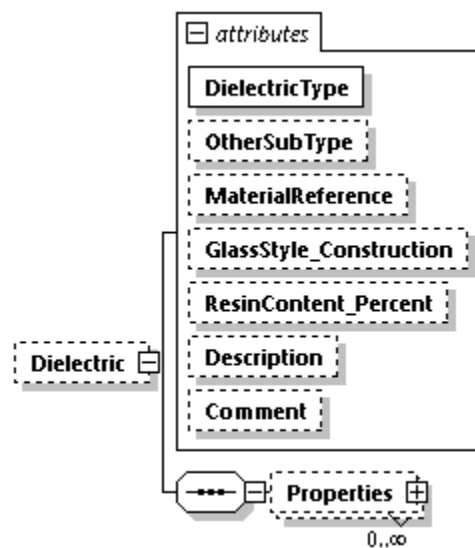 attributes
DielectricType
OtherSubType
MaterialReference
GlassStyle_Construction
ResinContent_Percent
Dielectric
Description
Comment
Properties
0..∞